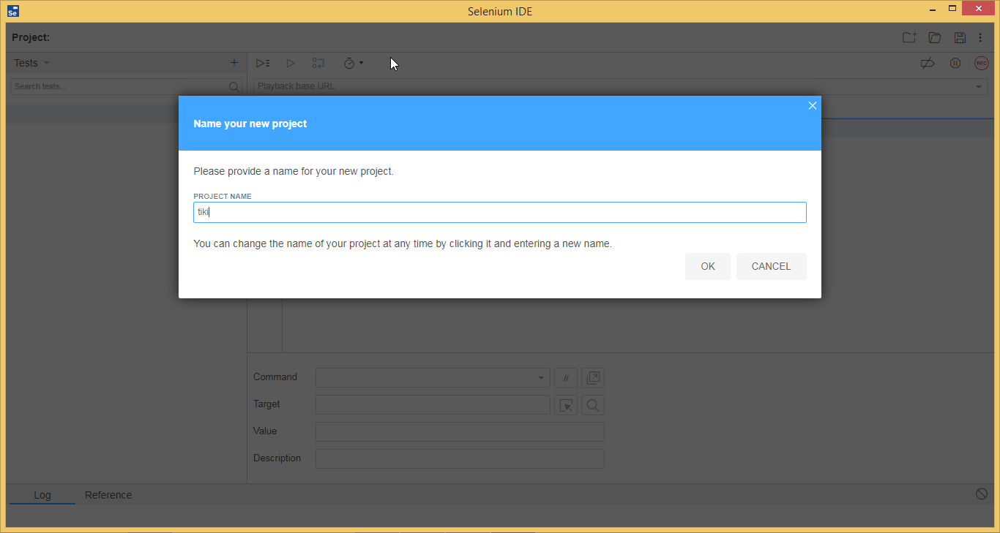 Se
Selenium IDE
Project:
Tests
Search tests...
REC
Playback base URL
Name your new project
Please provide a name for your new project.
PROJECT NAME
tiki
You can change the name of your project at any time by clicking it and entering a new name.
OK CANCEL
Command
//
Target
Value
Description
Log Reference